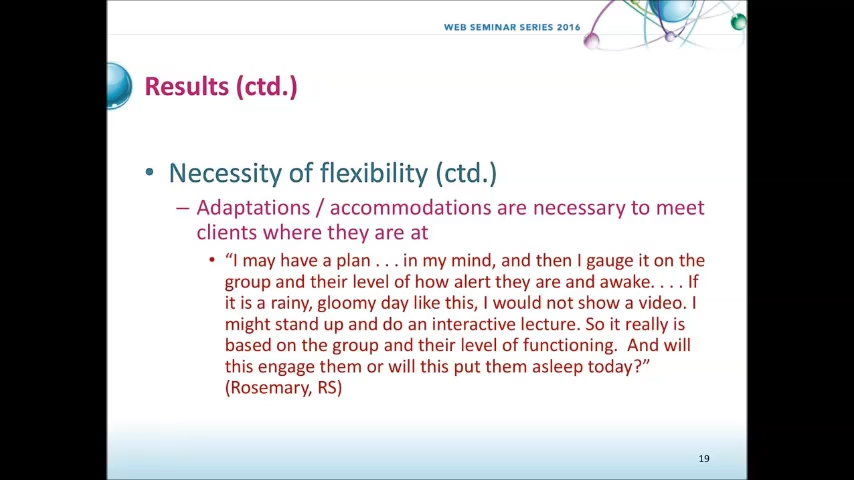 WEB SEMINAR SERIES 2016
Results (ctd.)
• Necessity of flexibility (ctd.)
– Adaptations / accommodations are necessary to meet
clients where they are at
• “I may have a plan . . . in my mind, and then I gauge it on the
group and their level of how alert they are and awake. . . . If
it is a rainy, gloomy day like this, I would not show a video. I
might stand up and do an interactive lecture. So it really is
based on the group and their level of functioning.  And will
this engage them or will this put them asleep today?”
(Rosemary, RS)
19